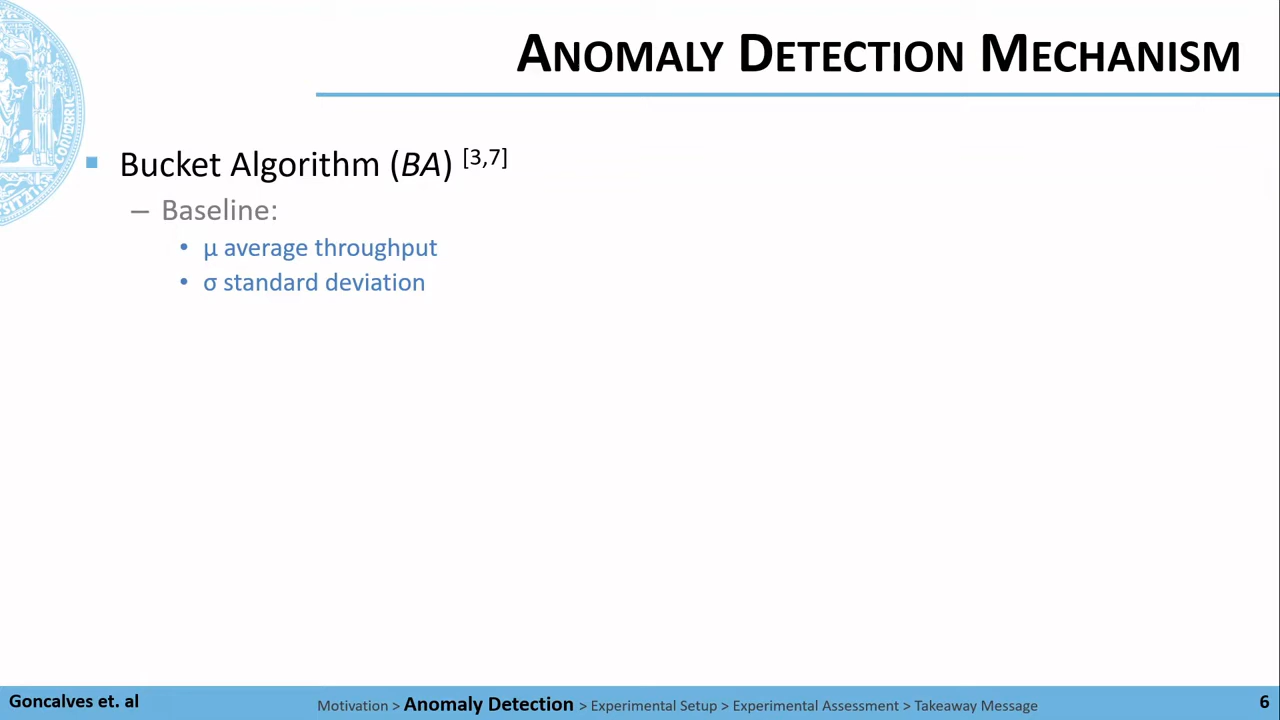 ANOMALY DETECTION MECHANISM
▪ Bucket Algorithm (BA) [3,7]
– Baseline:
• μ average throughput
• σ standard deviation
Goncalves et. al
Motivation > Anomaly Detection > Experimental Setup > Experimental Assessment > Takeaway Message
6